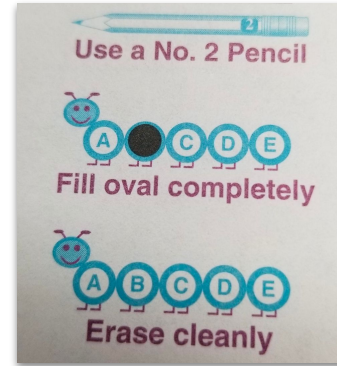 2
Use a No. 2 Pencil
A C D E
Fill oval completely
A B C D E
Erase cleanly